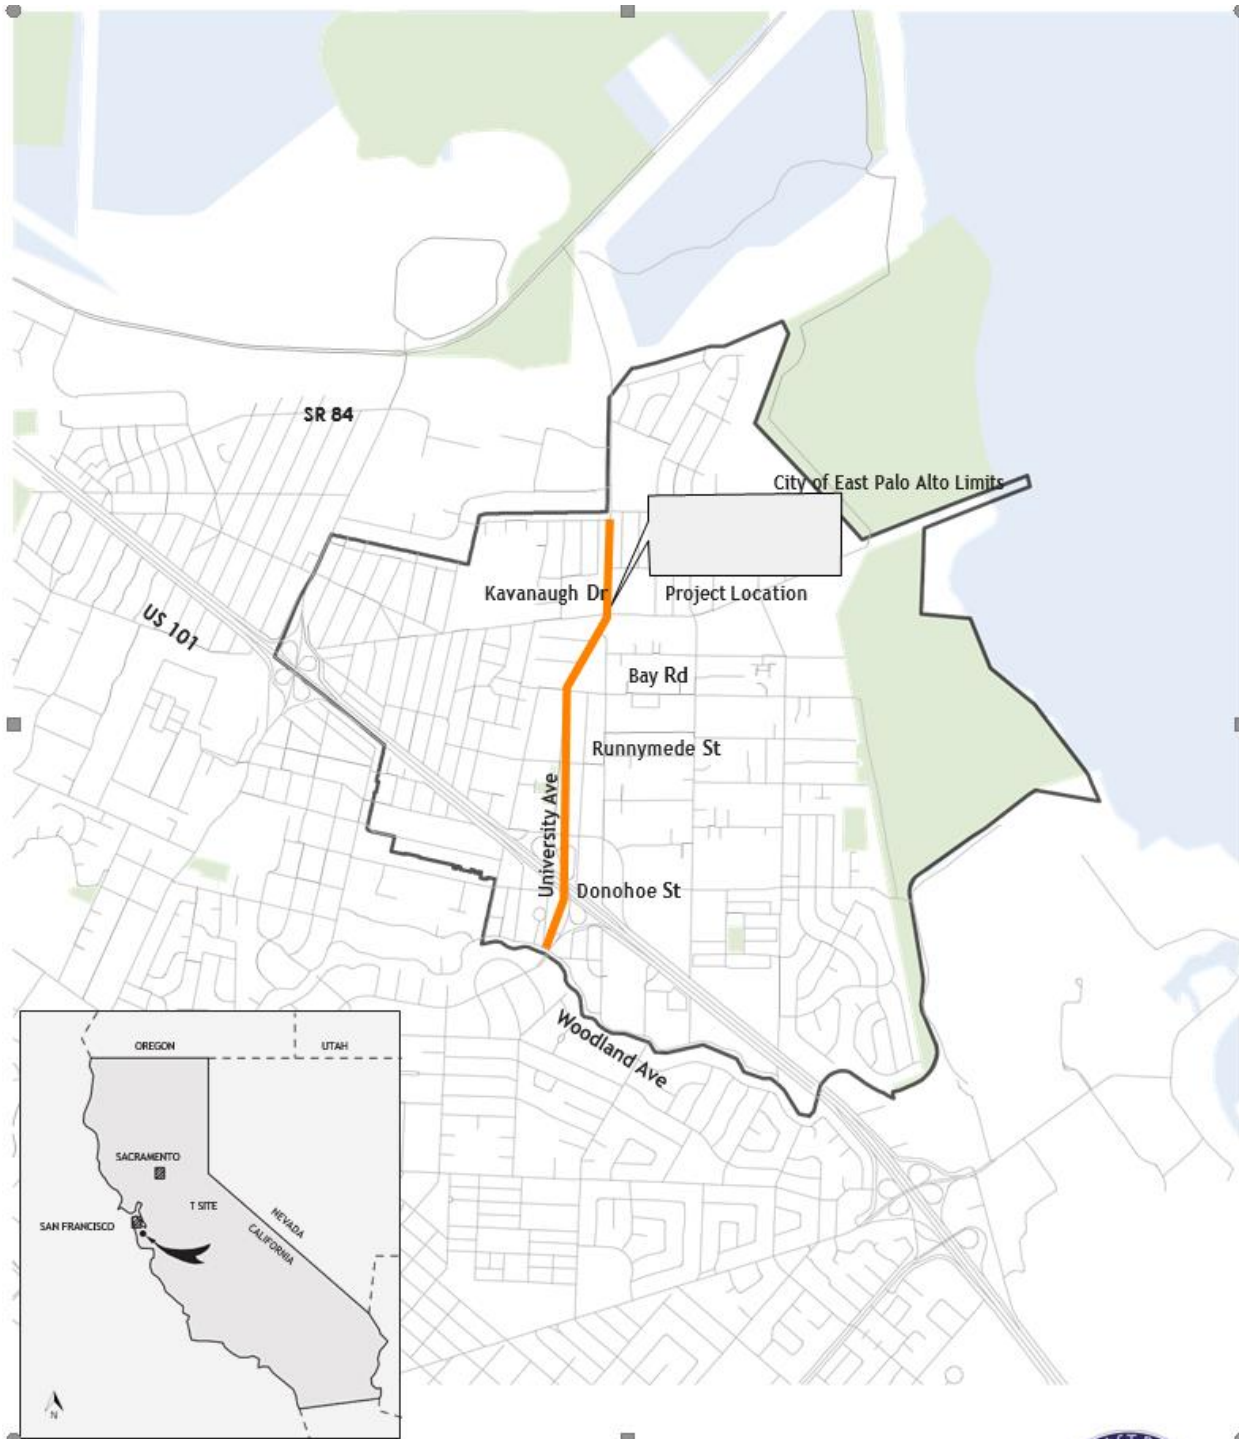 SR 84
City of East Palo Alto Limits
Kavanaugh Dr
Project Location
US 101
Bay Rd
Runnymede St
University Ave
Donohoe St
Woodland Ave
OREGON
UTAH
SACRAMENTO
T SITE
SAN FRANCISCO
NEVADA
CALIFORNIA
N